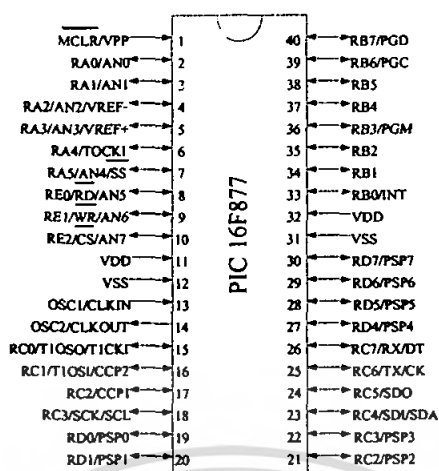 MCLR/VPP 1 40 RB7/PGD
RA0/AN0 2 39 RB6/PGC
RA1/AN1 3 38 RB5
RA2/AN2/VREF- 4 37 RB4
RA3/AN3/VREF+ 5 36 RB3/PGM
RA4/TOCKI 6 35 RB2
RA5/AN4/SS 7 34 RB1
RE0/RD/AN5 8 33 RB0/INT
RE1/WR/AN6 9 32 VDD
RE2/CS/AN7 10 31 VSS
VDD 11 30 RD7/PSP7
VSS 12 29 RD6/PSP6
OSC1/CLKIN 13 28 RD5/PSP5
OSC2/CLKOUT 14 27 RD4/PSP4
RC0/T1OSO/T1CKI 15 26 RC7/RX/DT
RC1/T1OSI/CCP2 16 25 RC6/TX/CK
RC2/CCP1 17 24 RC5/SDO
RC3/SCK/SCL 18 23 RC4/SDI/SDA
RD0/PSP0 19 22 RC3/PSP3
RD1/PSP1 20 21 RC2/PSP2
PIC 16F877